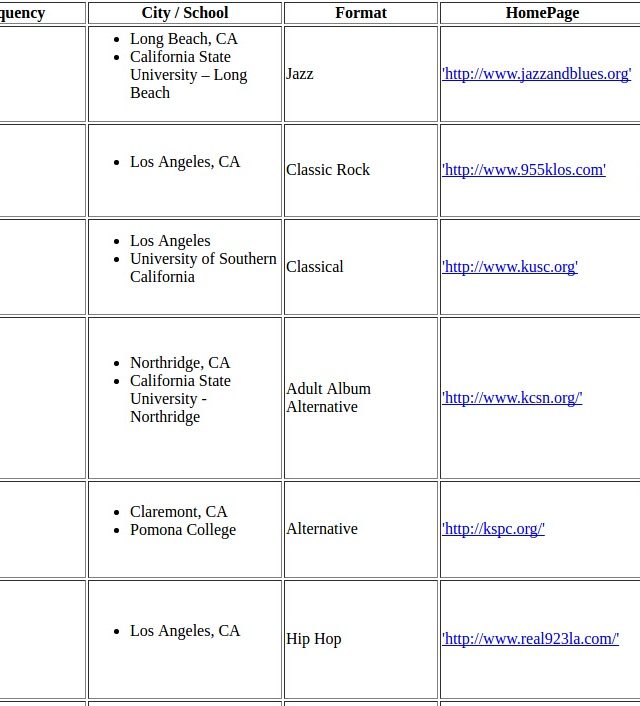 quency City / School Format HomePage
Long Beach, CA
California State
University – Long
Beach
Jazz
'http://www.jazzandblues.org'
Los Angeles, CA
Classic Rock
'http://www.955klos.com'
Los Angeles
University of Southern
California
Classical
'http://www.kusc.org'
Northridge, CA
California State
University -
Northridge
Adult Album
Alternative
'http://www.kcsn.org/'
Claremont, CA
Pomona College
Alternative
'http://kspc.org/'
Los Angeles, CA
Hip Hop
'http://www.real923la.com/'